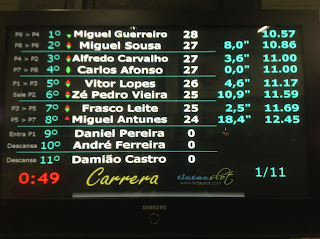 P6 > P4 1º Miguel Guerreiro 28 10.57
P8 > P6 2º Miguel Sousa 27 8,0" 10.86
P4 > P2 3º Alfredo Carvalho 27 3,6" 11.00
P7 > P8 4º Carlos Afonso 27 0,0" 11.00
P1 > P3 5º Vitor Lopes 26 4,6" 11.17
Sale P2 6º Zé Pedro Vieira 25 10,9" 11.59
P3 > P5 7º Frasco Leite 25 2,5" 11.69
P5 > P7 8º Miguel Antunes 24 18,4" 12.45
Entra P1 9º Daniel Pereira 0
Descansa 10º André Ferreira 0
Descansa 11º Damião Castro 0
0:49 Carrera tictacslot 1/11
SAMSUNG